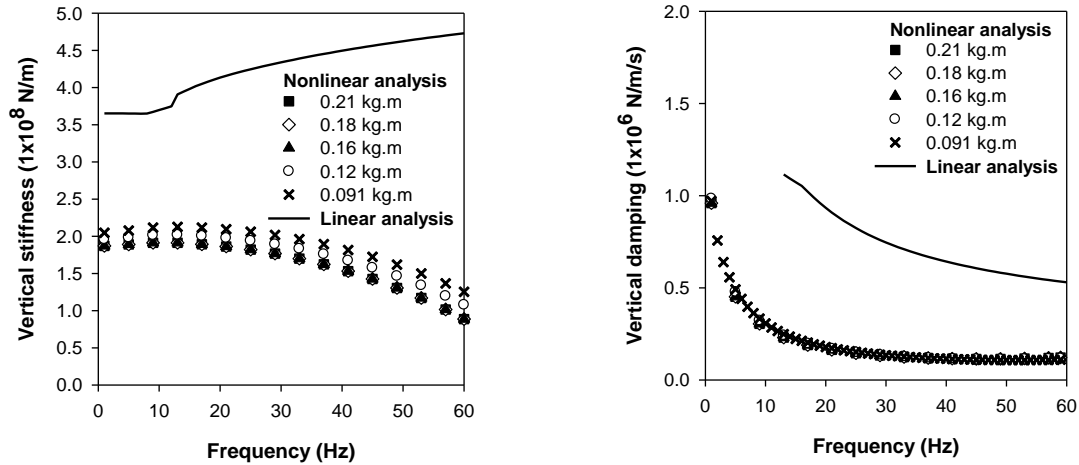 Vertical stiffness (1x10⁸ N/m)
5.0
4.5
4.0
3.5
3.0
2.5
2.0
1.5
1.0
0.5
0.0
Nonlinear analysis
0.21 kg.m
0.18 kg.m
0.16 kg.m
0.12 kg.m
0.091 kg.m
Linear analysis
0 10 20 30 40 50 60
Frequency (Hz)
Vertical damping (1x10⁶ N/m/s)
2.0
1.5
1.0
0.5
0.0
Nonlinear analysis
0.21 kg.m
0.18 kg.m
0.16 kg.m
0.12 kg.m
0.091 kg.m
Linear analysis
0 10 20 30 40 50 60
Frequency (Hz)